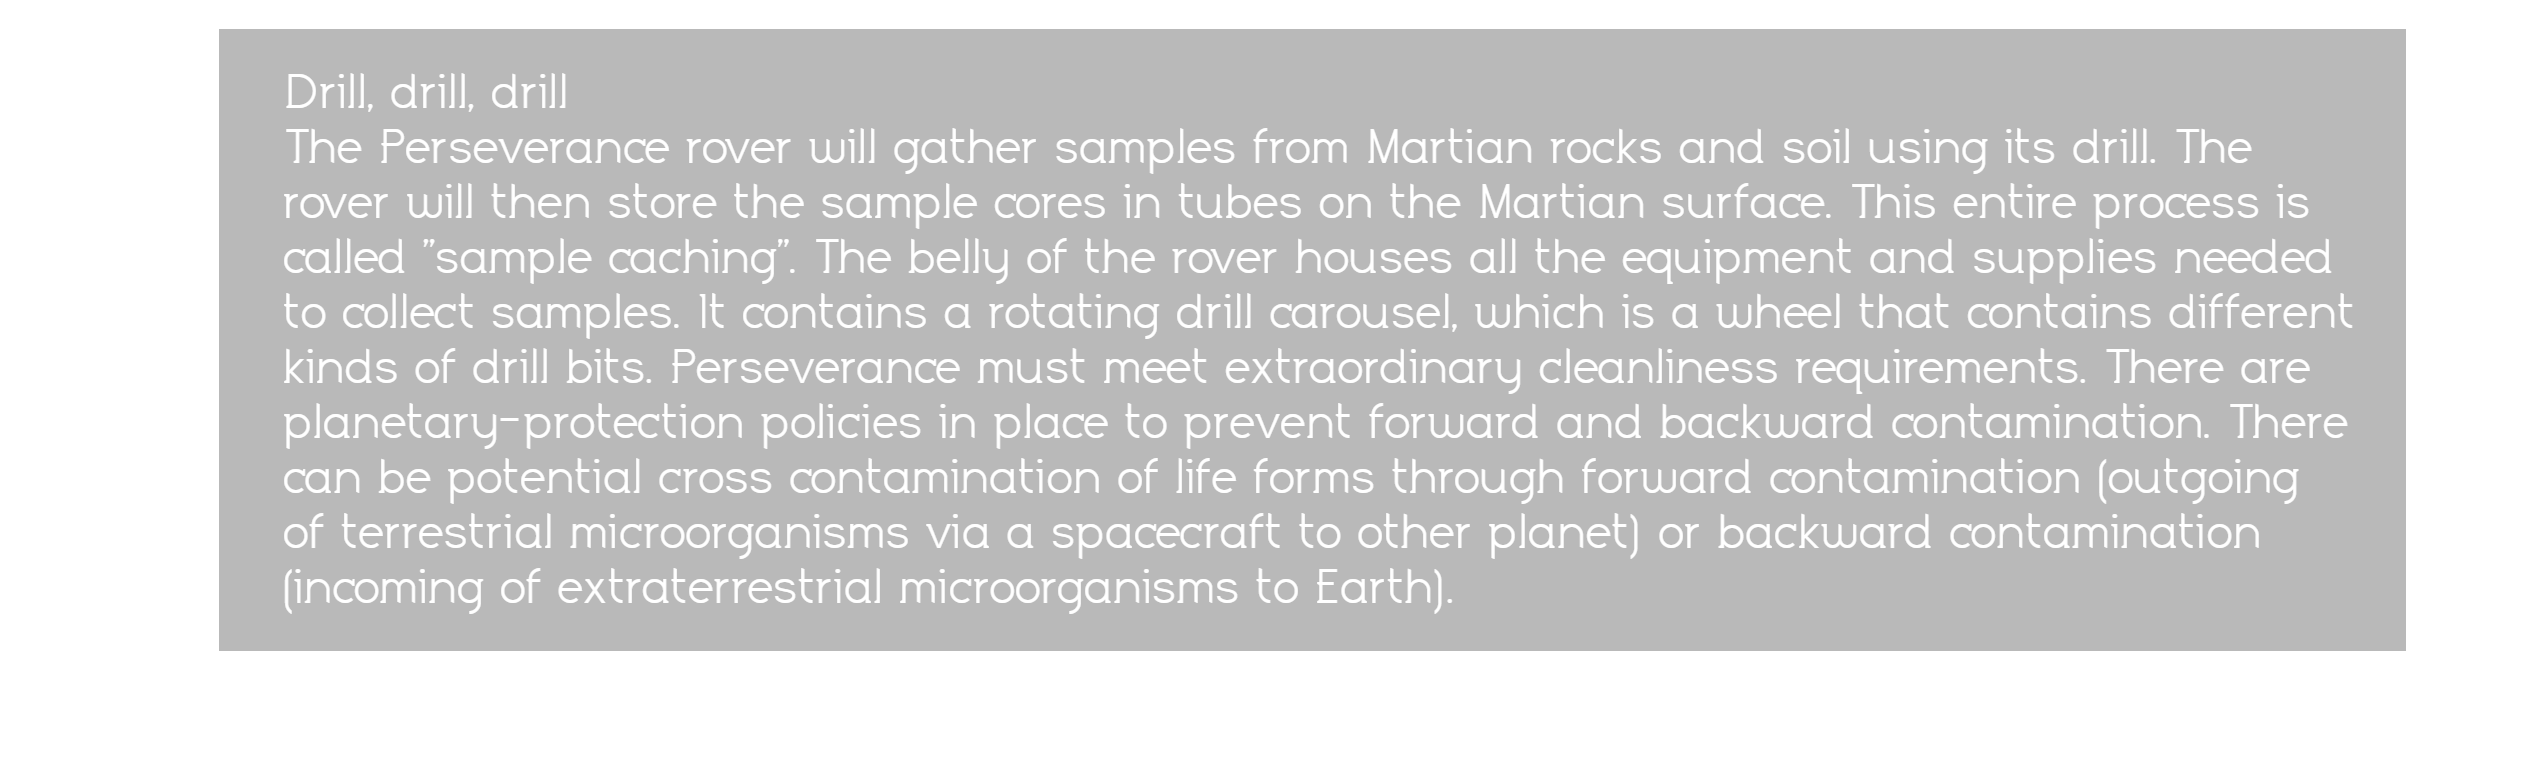 Drill, drill, drill
The Perseverance rover will gather samples from Martian rocks and soil using its drill. The
rover will then store the sample cores in tubes on the Martian surface. This entire process is
called "sample caching". The belly of the rover houses all the equipment and supplies needed
to collect samples. It contains a rotating drill carousel, which is a wheel that contains different
kinds of drill bits. Perseverance must meet extraordinary cleanliness requirements. There are
planetary-protection policies in place to prevent forward and backward contamination. There
can be potential cross contamination of life forms through forward contamination (outgoing
of terrestrial microorganisms via a spacecraft to other planet) or backward contamination
(incoming of extraterrestrial microorganisms to Earth).